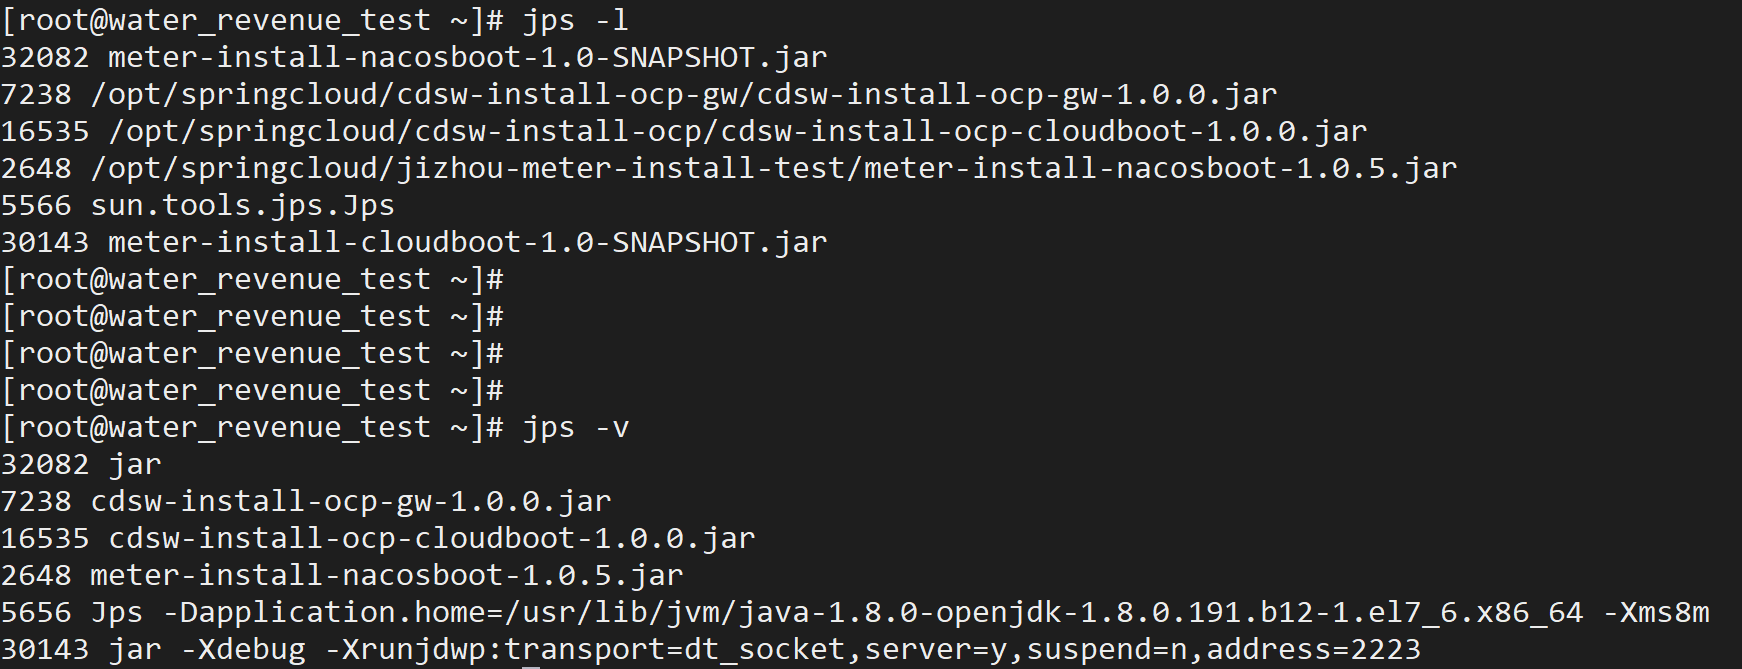 [root@water_revenue_test ~]# jps -l
32082 meter-install-nacosboot-1.0-SNAPSHOT.jar
7238 /opt/springcloud/cdsw-install-ocp-gw/cdsw-install-ocp-gw-1.0.0.jar
16535 /opt/springcloud/cdsw-install-ocp/cdsw-install-ocp-cloudboot-1.0.0.jar
2648 /opt/springcloud/jizhou-meter-install-test/meter-install-nacosboot-1.0.5.jar
5566 sun.tools.jps.Jps
30143 meter-install-cloudboot-1.0-SNAPSHOT.jar
[root@water_revenue_test ~]#
[root@water_revenue_test ~]#
[root@water_revenue_test ~]#
[root@water_revenue_test ~]#
[root@water_revenue_test ~]# jps -v
32082 jar
7238 cdsw-install-ocp-gw-1.0.0.jar
16535 cdsw-install-ocp-cloudboot-1.0.0.jar
2648 meter-install-nacosboot-1.0.5.jar
5656 Jps -Dapplication.home=/usr/lib/jvm/java-1.8.0-openjdk-1.8.0.191.b12-1.el7_6.x86_64 -Xms8m
30143 jar -Xdebug -Xrunjdwp:transport=dt_socket,server=y,suspend=n,address=2223